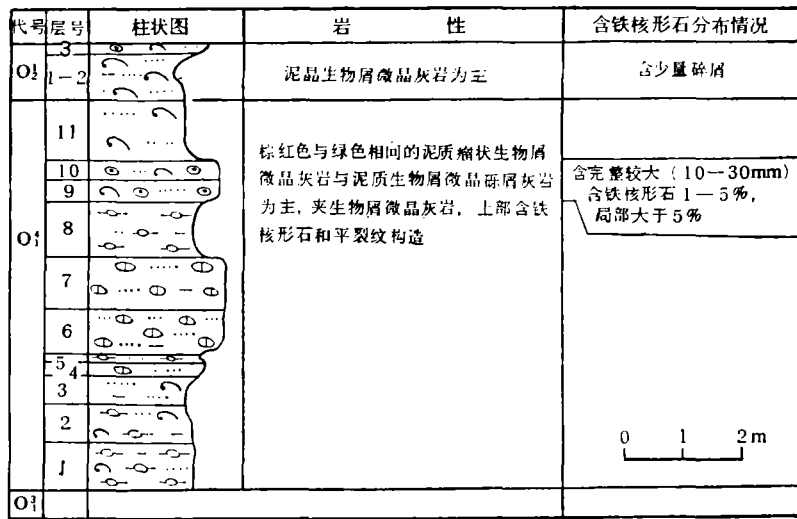 代号 层号 柱状图 岩 性 含铁核形石分布情况
3
1-2 泥晶生物屑微晶灰岩为主 含少量碎屑
11
棕红色与绿色相间的泥质瘤状生物屑
微晶灰岩与泥质生物屑微晶砾屑灰岩
为主，夹生物屑微晶灰岩，上部含铁
核形石和平裂纹构造
10
9
含完整较大（10—30mm）
含铁核形石1—5%，
局部大于5%
8
O₁⁴
7
6
5
4
3
2
1
0 1 2m
O₁³